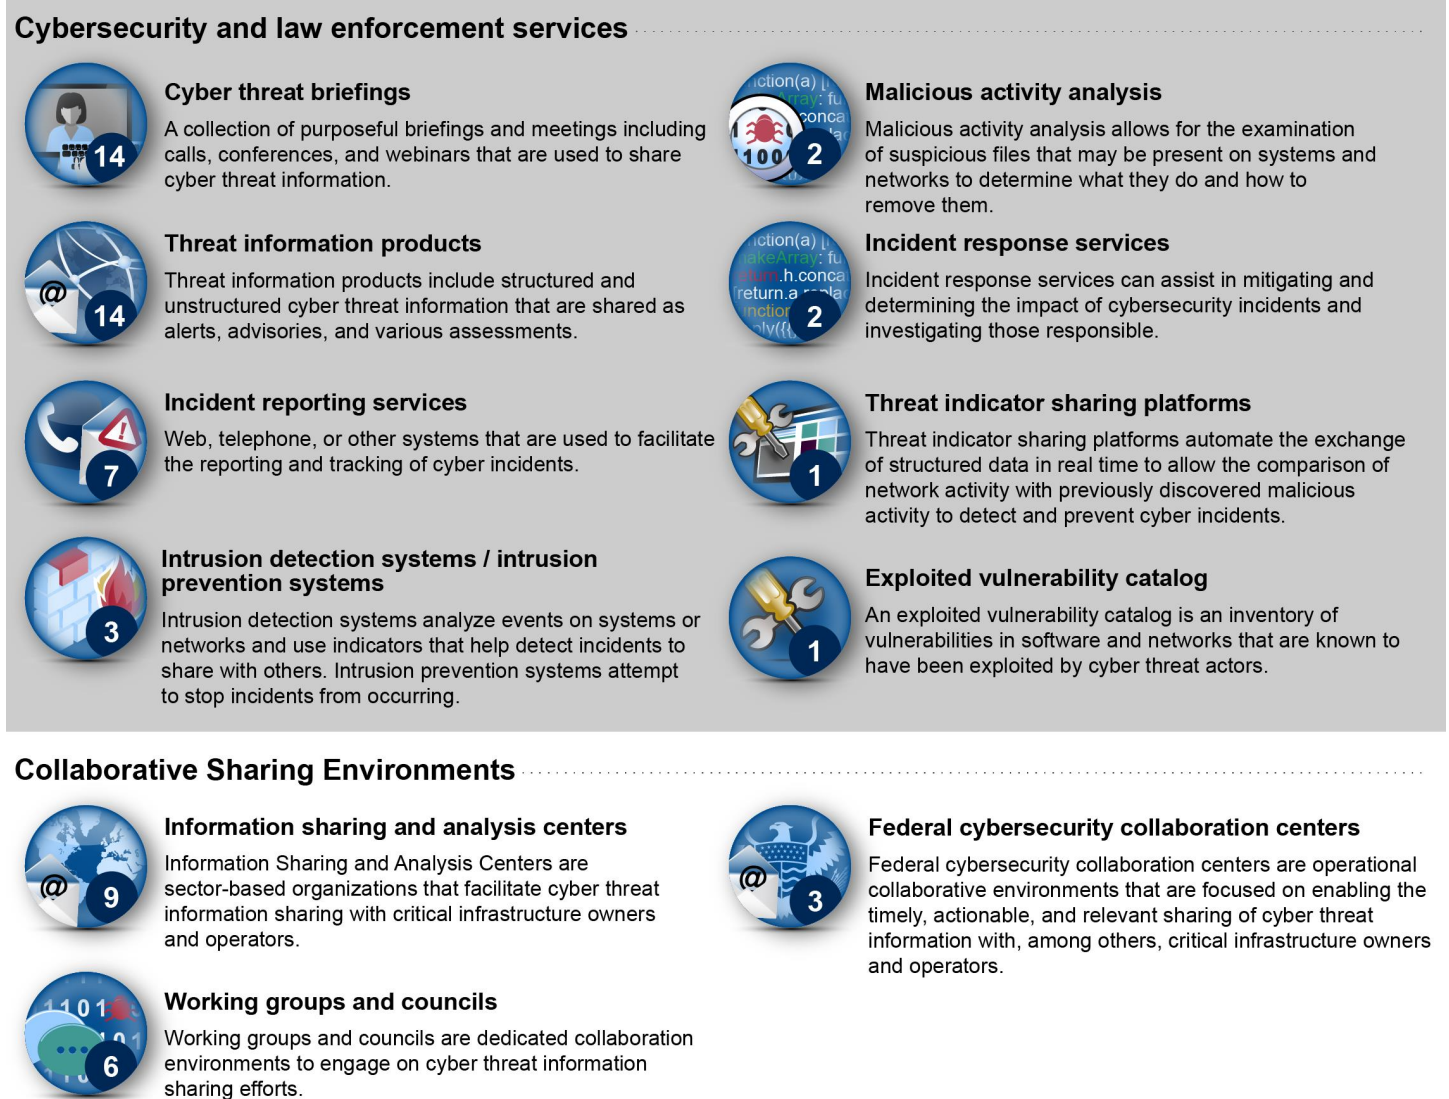 Cybersecurity and law enforcement services
Cyber threat briefings
A collection of purposeful briefings and meetings including
calls, conferences, and webinars that are used to share
cyber threat information.
14
Threat information products
Threat information products include structured and
unstructured cyber threat information that are shared as
alerts, advisories, and various assessments.
@
14
Incident reporting services
Web, telephone, or other systems that are used to facilitate
the reporting and tracking of cyber incidents.
!
7
Intrusion detection systems / intrusion
prevention systems
Intrusion detection systems analyze events on systems or
networks and use indicators that help detect incidents to
share with others. Intrusion prevention systems attempt
to stop incidents from occurring.
3
Malicious activity analysis
Malicious activity analysis allows for the examination
of suspicious files that may be present on systems and
networks to determine what they do and how to
remove them.
2
Incident response services
Incident response services can assist in mitigating and
determining the impact of cybersecurity incidents and
investigating those responsible.
2
Threat indicator sharing platforms
Threat indicator sharing platforms automate the exchange
of structured data in real time to allow the comparison of
network activity with previously discovered malicious
activity to detect and prevent cyber incidents.
1
Exploited vulnerability catalog
An exploited vulnerability catalog is an inventory of
vulnerabilities in software and networks that are known to
have been exploited by cyber threat actors.
1
Collaborative Sharing Environments
Information sharing and analysis centers
Information Sharing and Analysis Centers are
sector-based organizations that facilitate cyber threat
information sharing with critical infrastructure owners
and operators.
@
9
Working groups and councils
Working groups and councils are dedicated collaboration
environments to engage on cyber threat information
sharing efforts.
1101
6
Federal cybersecurity collaboration centers
Federal cybersecurity collaboration centers are operational
collaborative environments that are focused on enabling the
timely, actionable, and relevant sharing of cyber threat
information with, among others, critical infrastructure owners
and operators.
@
3